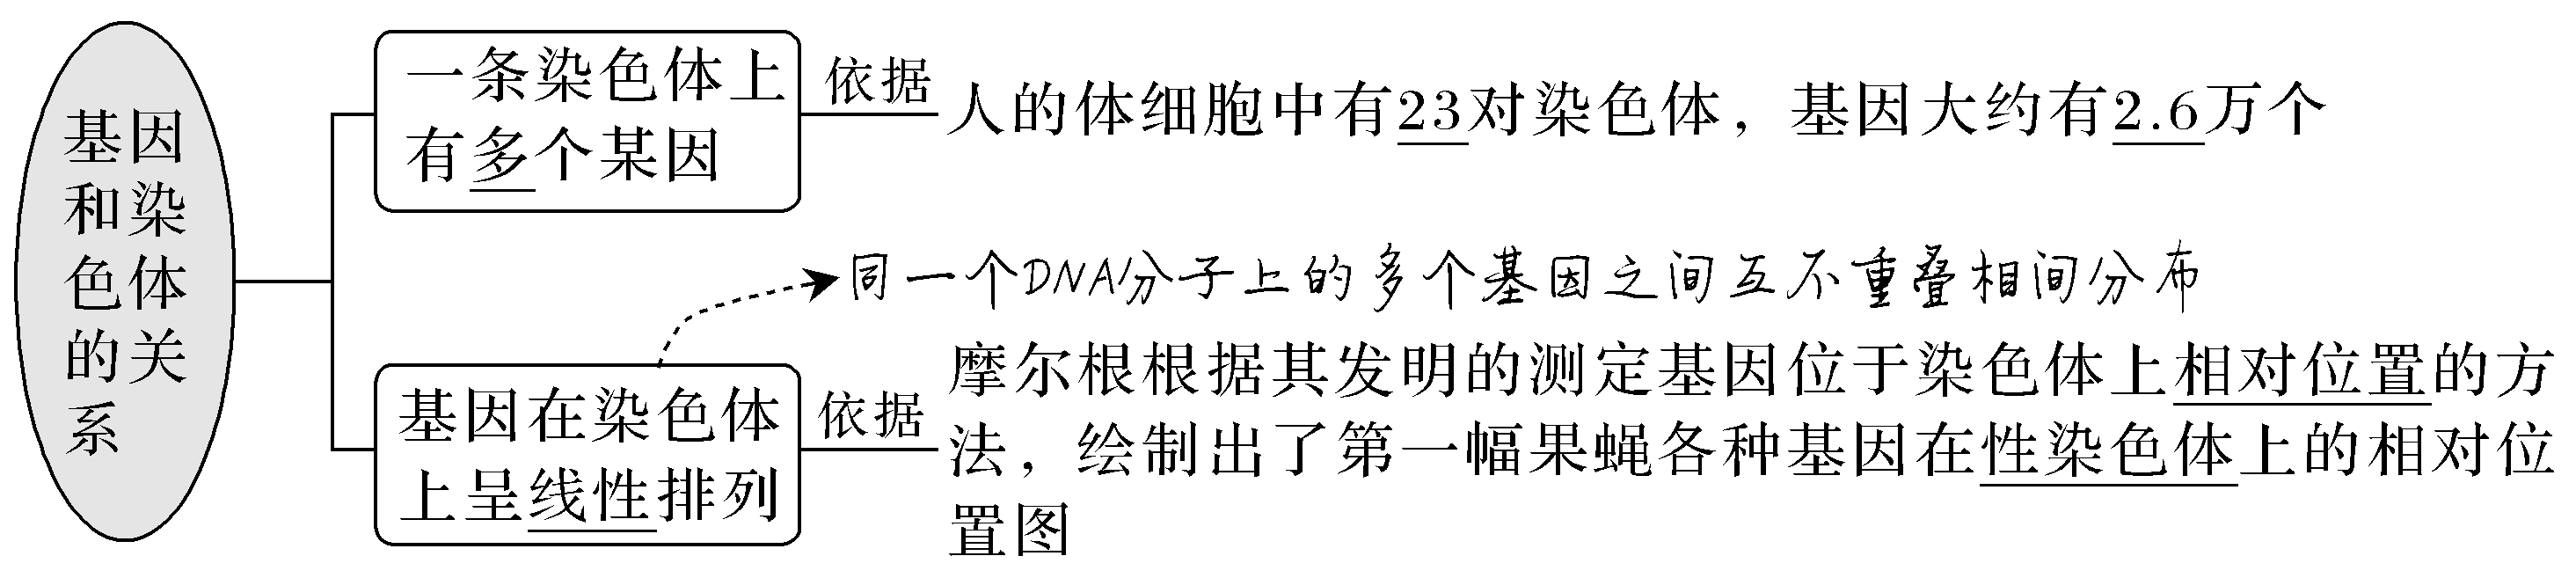 基因
和染
色体
的关
系
一条染色体上
有多个某因
依据
人的体细胞中有23对染色体，基因大约有2.6万个
同一个DNA分子上的多个基因之间互不重叠相间分布
基因在染色体
上呈线性排列
依据
摩尔根根据其发明的测定基因位于染色体上相对位置的方
法，绘制出了第一幅果蝇各种基因在性染色体上的相对位
置图